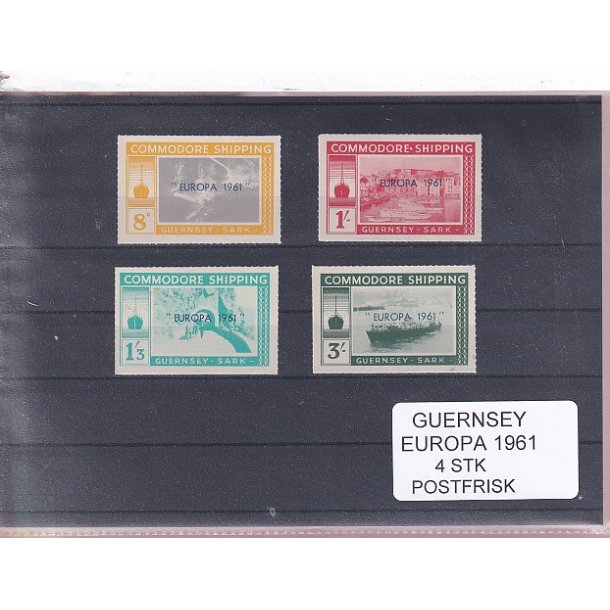 COMMODORE SHIPPING
"EUROPA 1961"
8ᴰ
GUERNSEY - SARK
COMMODORE·SHIPPING
"EUROPA 1961"
1/-
GUERNSEY - SARK
COMMODORE SHIPPING
"EUROPA 1961"
1/3
GUERNSEY - SARK
COMMODORE SHIPPING
"EUROPA 1961"
3/-
GUERNSEY - SARK
GUERNSEY
EUROPA 1961
4 STK
POSTFRISK